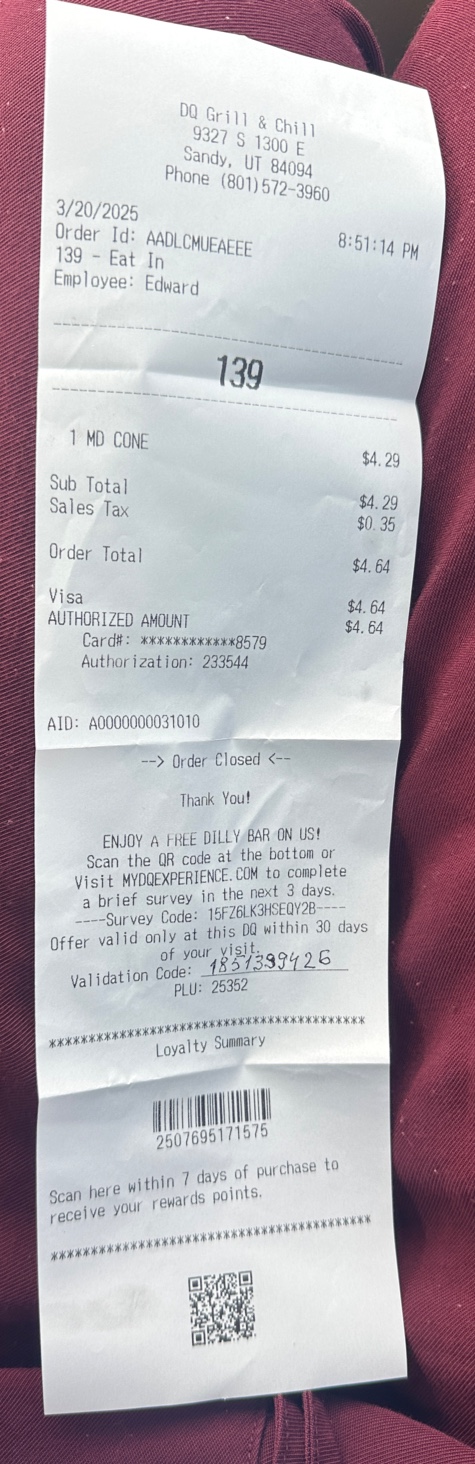 DQ Grill & Chill
9327 S 1300 E
Sandy, UT 84094
Phone (801)572-3960
3/20/2025 8:51:14 PM
Order Id: AADLCMUEAEEE
139 - Eat In
Employee: Edward
139
1 MD CONE $4.29
Sub Total $4.29
Sales Tax $0.35
Order Total $4.64
Visa $4.64
AUTHORIZED AMOUNT $4.64
Card#: ************8579
Authorization: 233544
AID: A0000000031010
--> Order Closed <--
Thank You!
ENJOY A FREE DILLY BAR ON US!
Scan the QR code at the bottom or
Visit MYDQEXPERIENCE.COM to complete
a brief survey in the next 3 days.
----Survey Code: 15FZ6LK3HSEQY2B----
Offer valid only at this DQ within 30 days
of your visit.
Validation Code: 1851399426
PLU: 25352
****************************************
Loyalty Summary
2507695171575
Scan here within 7 days of purchase to
receive your rewards points.
****************************************